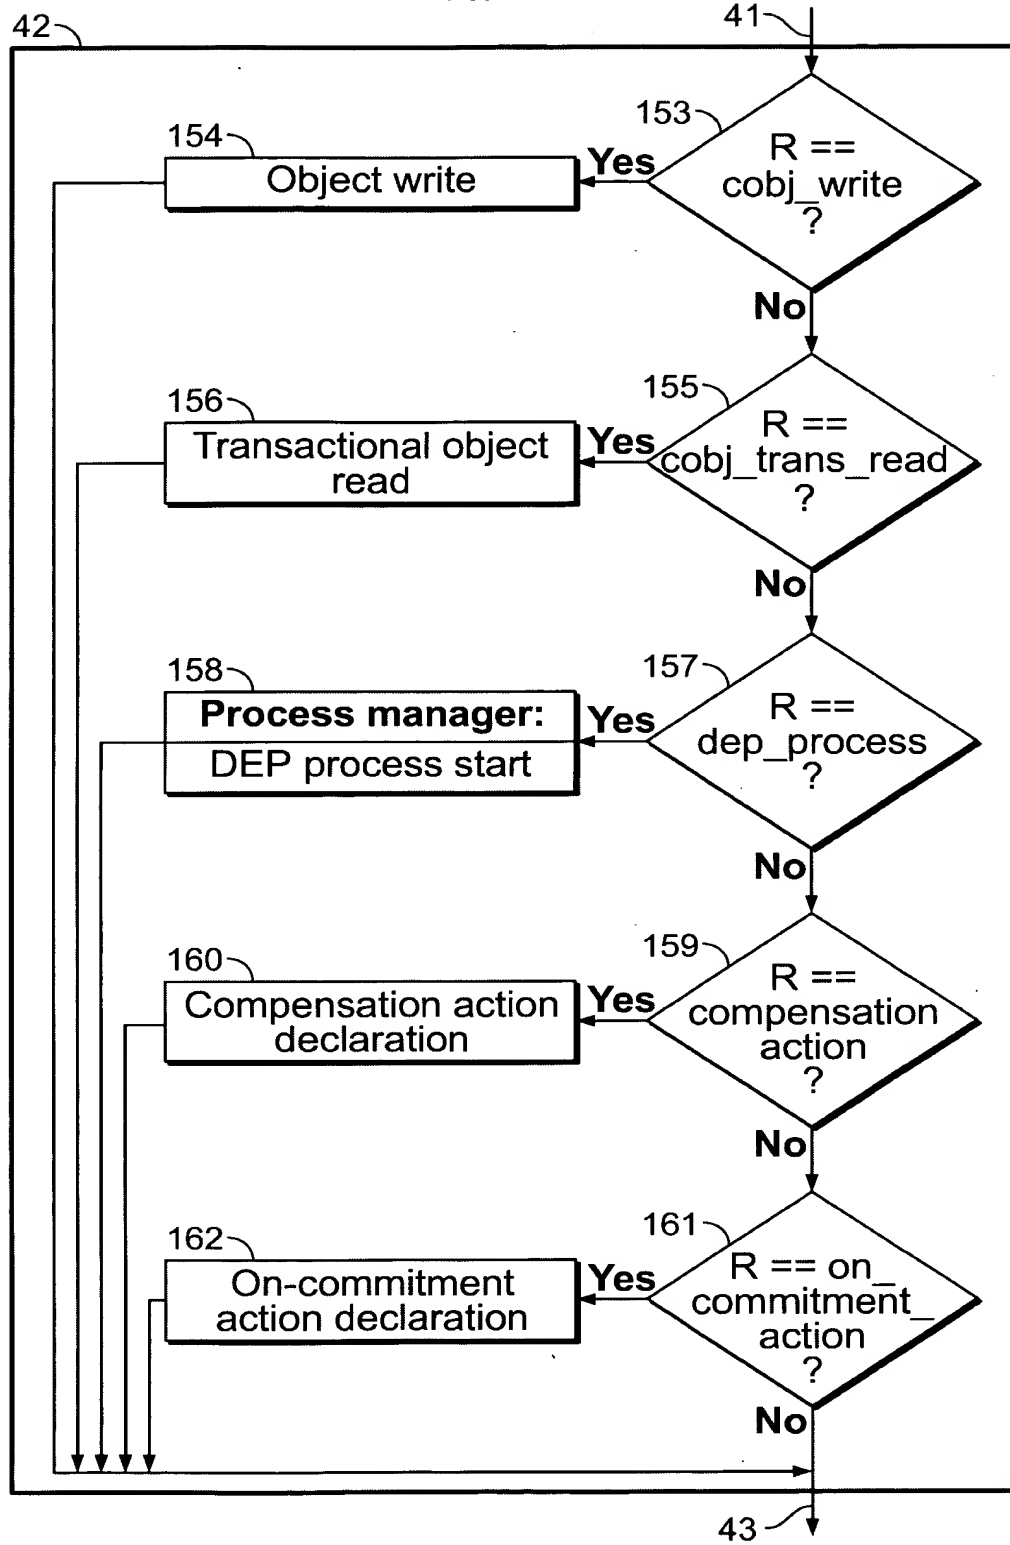 42
41
153
R ==
cobj_write
?
Yes
154
Object write
No
155
R ==
cobj_trans_read
?
Yes
156
Transactional object
read
No
157
R ==
dep_process
?
Yes
158
Process manager:
DEP process start
No
159
R ==
compensation
action
?
Yes
160
Compensation action
declaration
No
161
R == on_
commitment_
action
?
Yes
162
On-commitment
action declaration
No
43